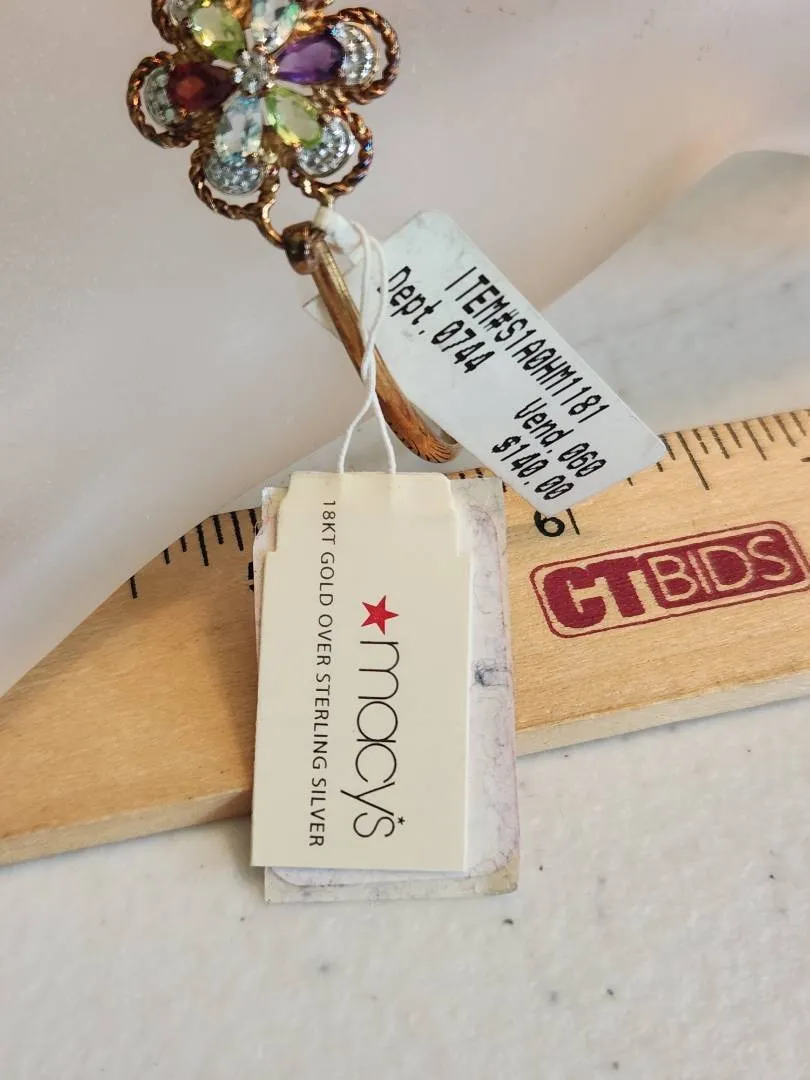 ITEM#S1A0HM1181
Dept. 0744
Vend. 060
$140.00
6
CTBIDS
★macy's
18KT GOLD OVER STERLING SILVER